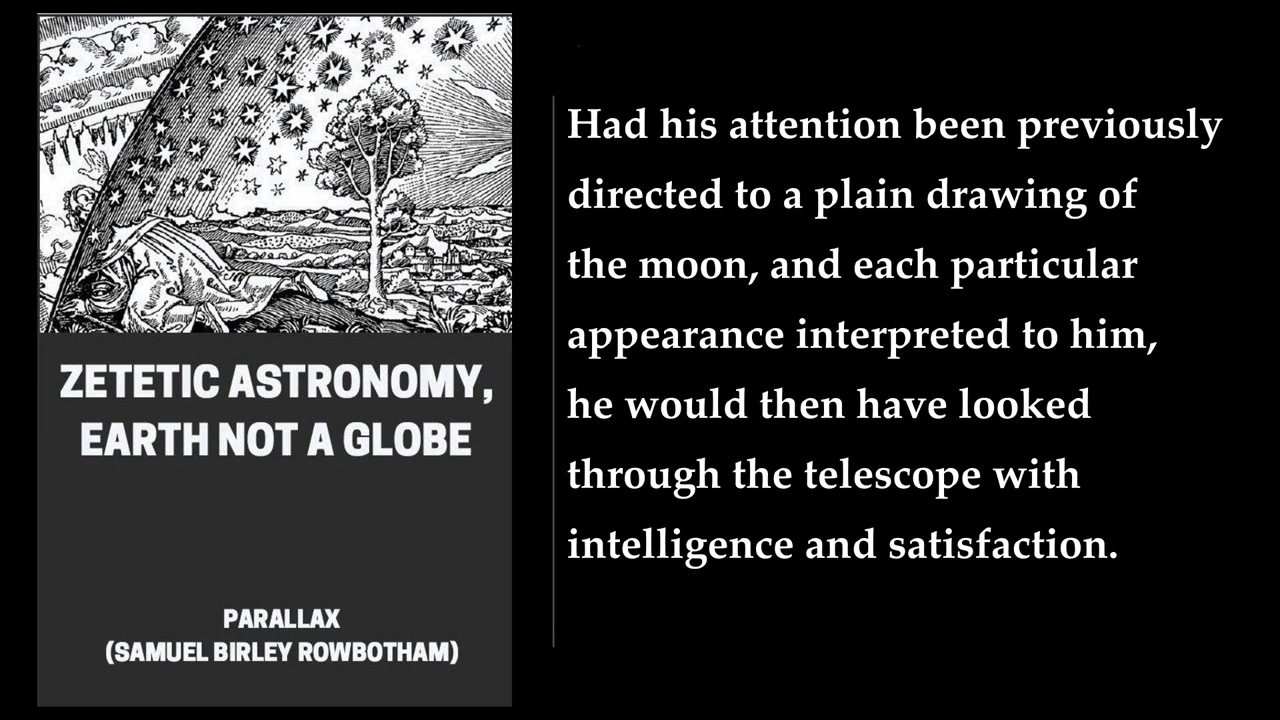 ZETETIC ASTRONOMY,
EARTH NOT A GLOBE
PARALLAX
(SAMUEL BIRLEY ROWBOTHAM)
Had his attention been previously
directed to a plain drawing of
the moon, and each particular
appearance interpreted to him,
he would then have looked
through the telescope with
intelligence and satisfaction.